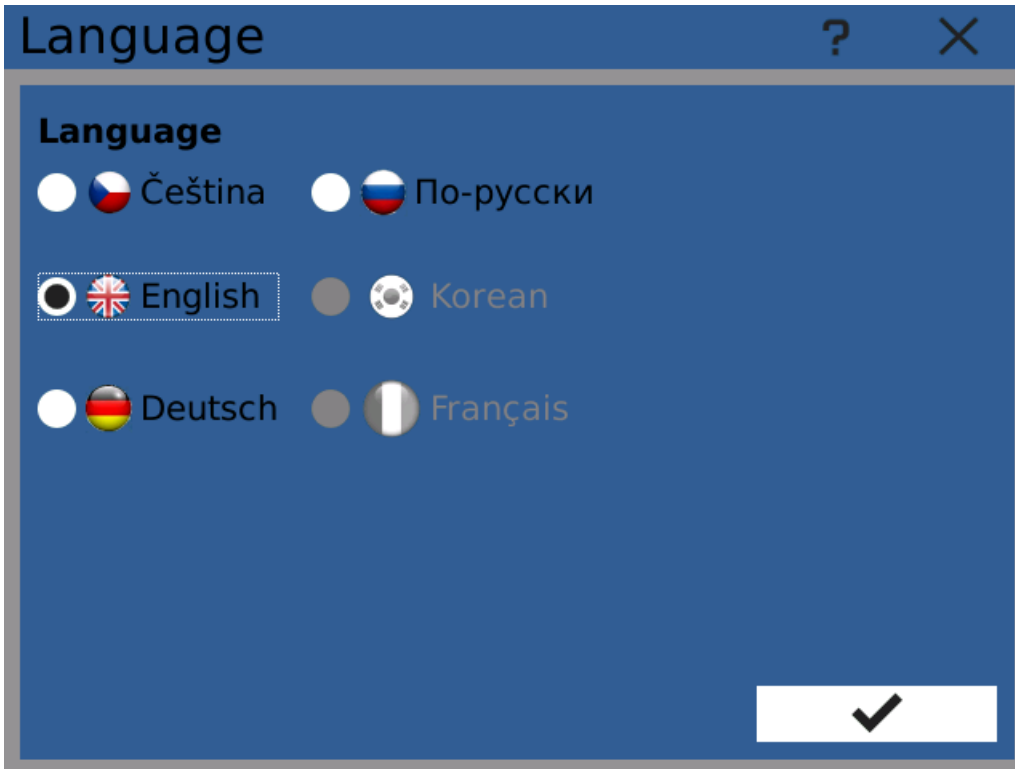 Language
?
Language
Čeština По-русски
English Korean
Deutsch Français